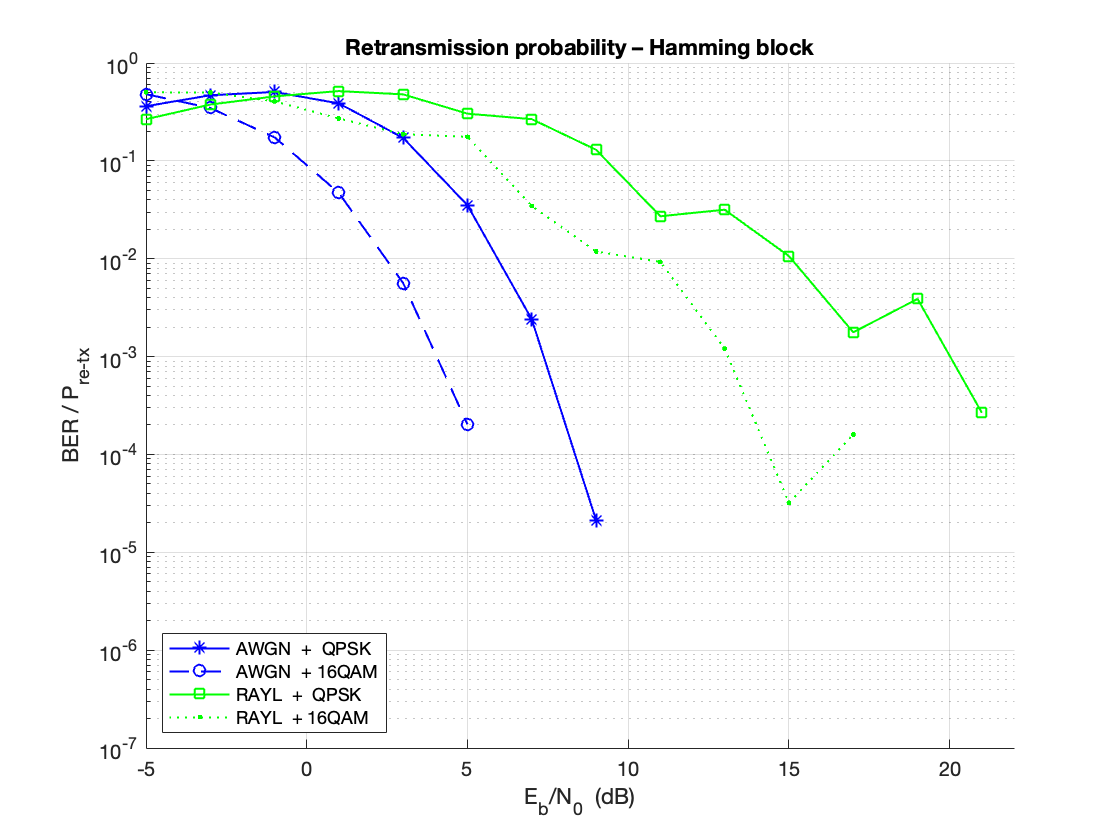 Retransmission probability – Hamming block
10^0
10^-1
10^-2
10^-3
10^-4
10^-5
10^-6
10^-7
BER / P_re-tx
AWGN + QPSK
AWGN + 16QAM
RAYL + QPSK
RAYL + 16QAM
-5 0 5 10 15 20
E_b/N_0 (dB)